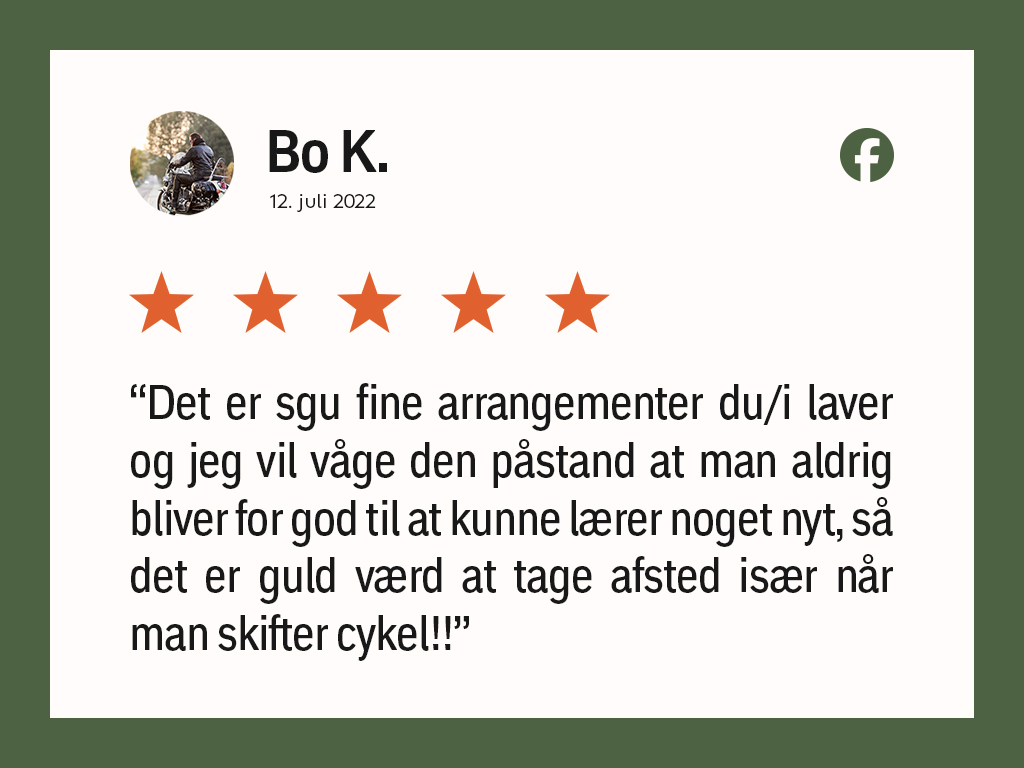 Bo K.
12. juli 2022
“Det er sgu fine arrangementer du/i laver
og jeg vil våge den påstand at man aldrig
bliver for god til at kunne lærer noget nyt, så
det er guld værd at tage afsted især når
man skifter cykel!!”